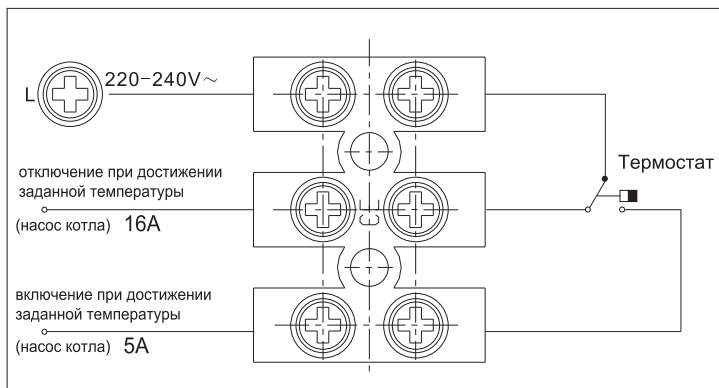 L 220-240V~
Термостат
отключение при достижении
заданной температуры
(насос котла) 16A
включение при достижении
заданной температуры
(насос котла) 5A